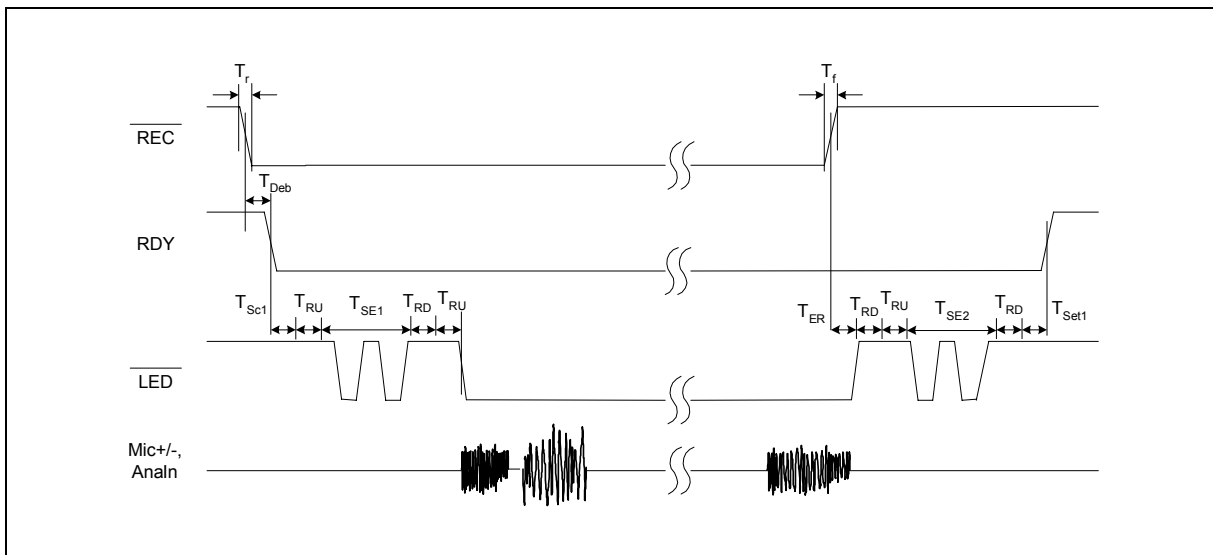 Tr
Tf
REC
TDeb
RDY
TSc1 TRU TSE1 TRD TRU
TER TRD TRU TSE2 TRD TSet1
LED
Mic+/-,
AnaIn